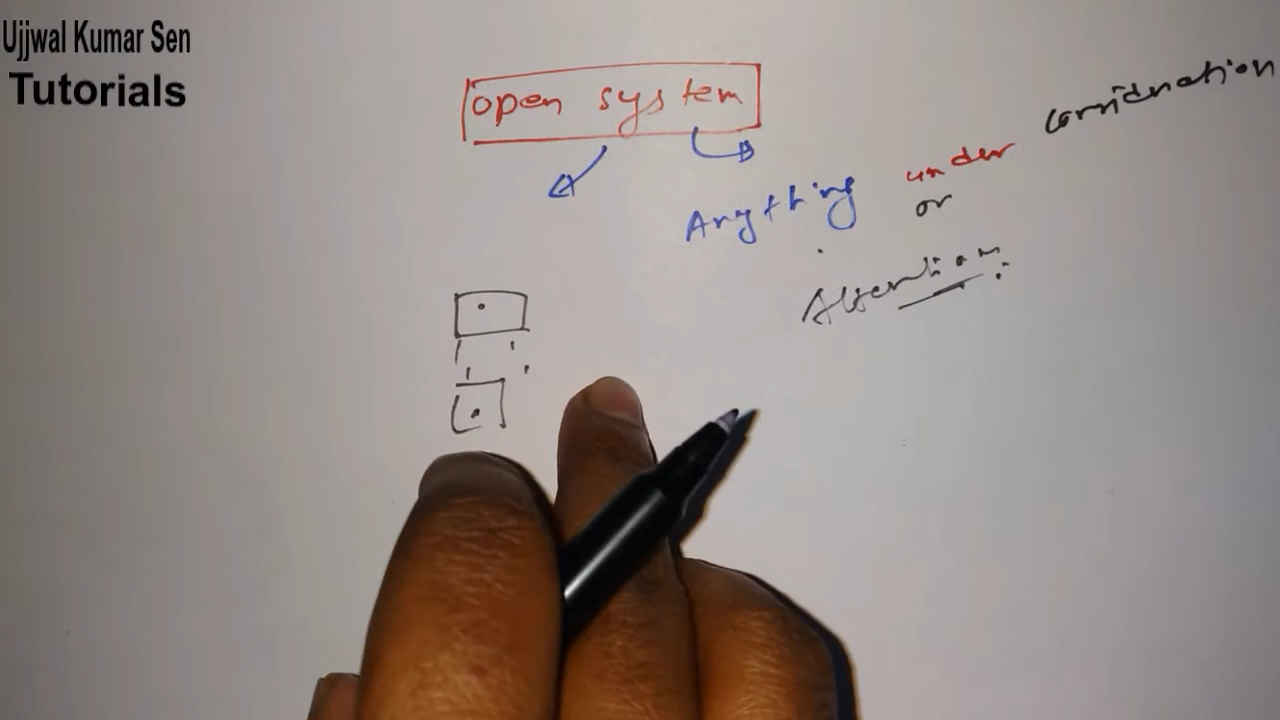 Ujjwal Kumar Sen
Tutorials
open system
Anything under consideration
or
Attention